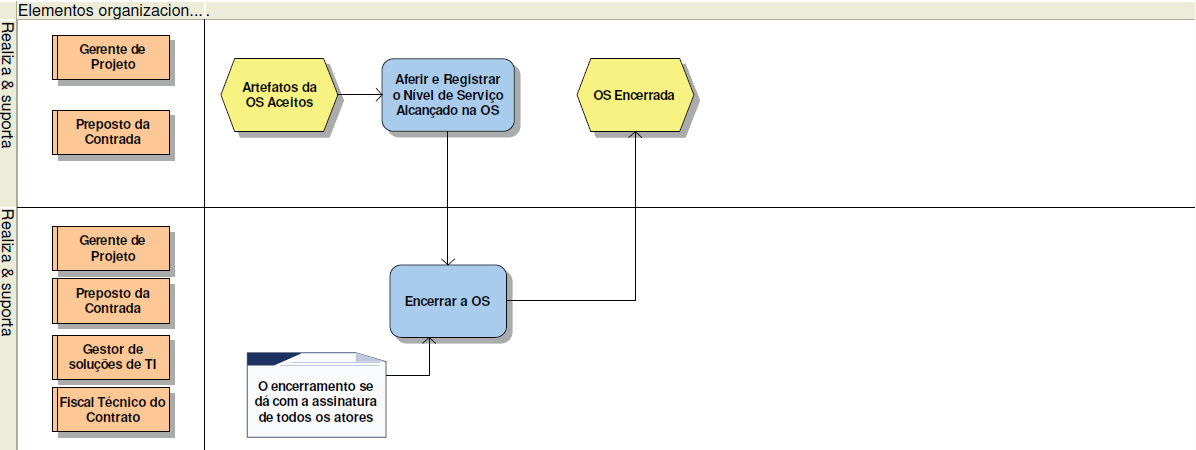 Elementos organizacion... .
Realiza & suporta
Gerente de
Projeto
Preposto da
Contrada
Artefatos da
OS Aceitos
Aferir e Registrar
o Nível de Serviço
Alcançado na OS
OS Encerrada
Realiza & suporta
Gerente de
Projeto
Preposto da
Contrada
Gestor de
soluções de TI
Fiscal Técnico do
Contrato
Encerrar a OS
O encerramento se
dá com a assinatura
de todos os atores